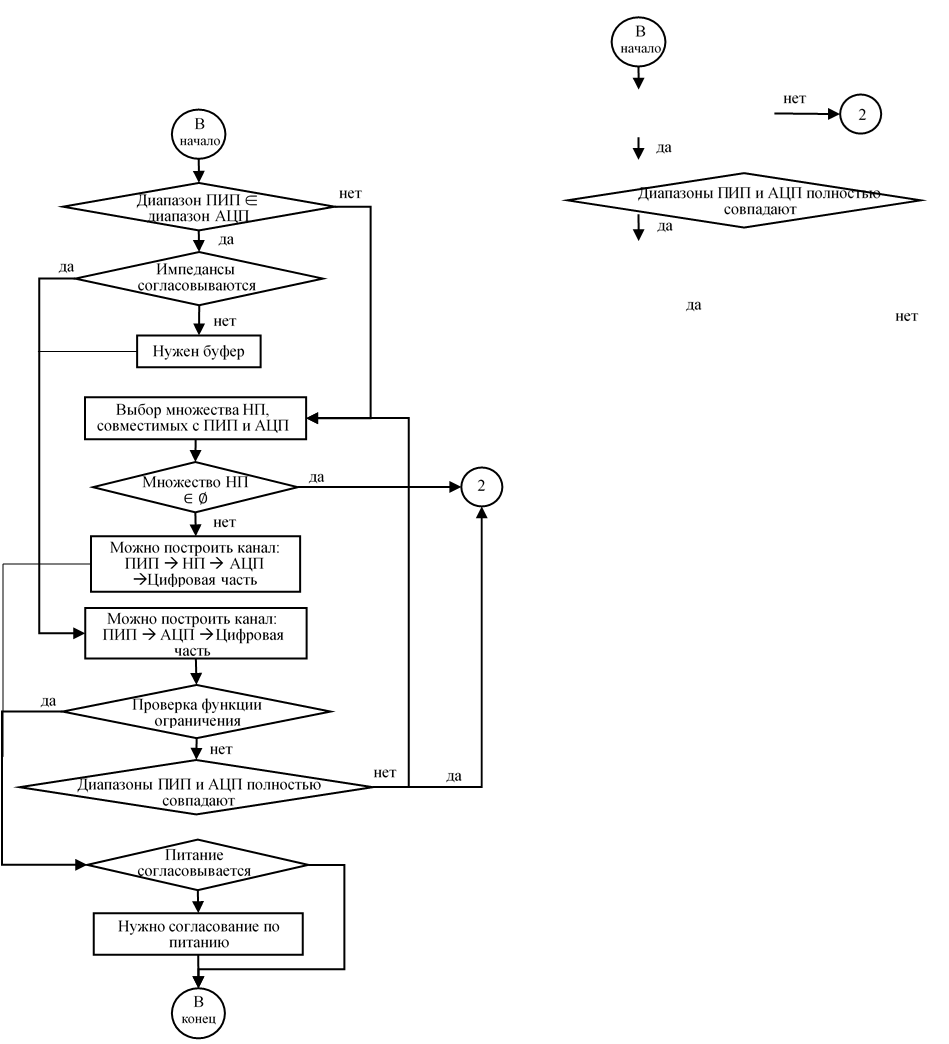 В
начало
нет
2
да
Диапазоны ПИП и АЦП полностью
совпадают
да
да
нет
В
начало
Диапазон ПИП ∈
диапазон АЦП
нет
да
Импедансы
согласовываются
да
нет
Нужен буфер
Выбор множества НП,
совместимых с ПИП и АЦП
Множество НП
∈ ∅
да
2
нет
Можно построить канал:
ПИП → НП → АЦП
→Цифровая часть
Можно построить канал:
ПИП → АЦП →Цифровая
часть
Проверка функции
ограничения
да
нет
Диапазоны ПИП и АЦП полностью
совпадают
нет
да
Питание
согласовывается
Нужно согласование по
питанию
В
конец